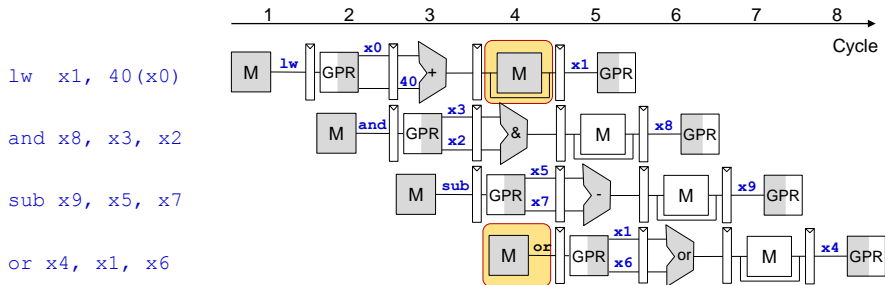 1 2 3 4 5 6 7 8
Cycle
lw x1, 40(x0)
M lw GPR x0 40 + M x1 GPR
and x8, x3, x2
M and GPR x3 x2 & M x8 GPR
sub x9, x5, x7
M sub GPR x5 x7 - M x9 GPR
or x4, x1, x6
M or GPR x1 x6 or M x4 GPR